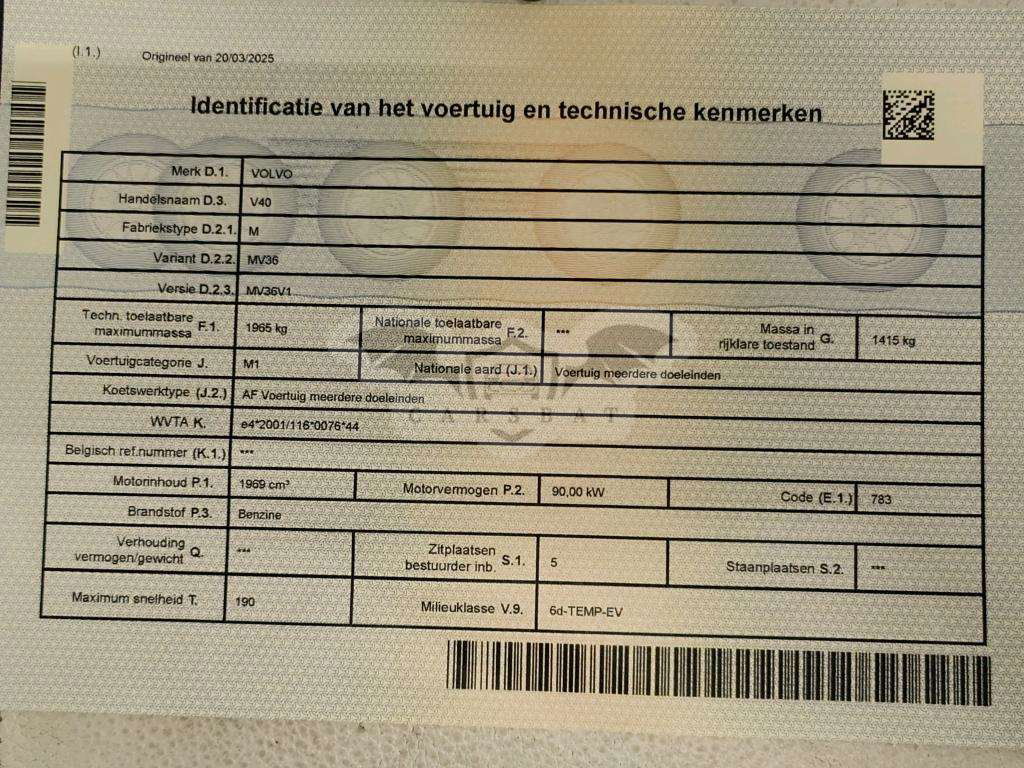 (I.1.) Origineel van 20/03/2025
Identificatie van het voertuig en technische kenmerken
Merk D.1. VOLVO
Handelsnaam D.3. V40
Fabriekstype D.2.1. M
Variant D.2.2. MV36
Versie D.2.3. MV36V1
Techn. toelaatbare
maximummassa F.1. 1965 kg
Nationale toelaatbare
maximummassa F.2. ***
Massa in
rijklare toestand G. 1415 kg
Voertuigcategorie J. M1 Nationale aard (J.1.) Voertuig meerdere doeleinden
Koetswerktype (J.2.) AF Voertuig meerdere doeleinden
CARSBAT
WVTA K. e4*2001/116*0076*44
Belgisch ref.nummer (K.1.) ***
Motorinhoud P.1. 1969 cm³ Motorvermogen P.2. 90,00 kW Code (E.1.) 783
Brandstof P.3. Benzine
Verhouding
vermogen/gewicht Q. ***
Zitplaatsen
bestuurder inb. S.1. 5
Staanplaatsen S.2. ***
Maximum snelheid T. 190 Milieuklasse V.9. 6d-TEMP-EV